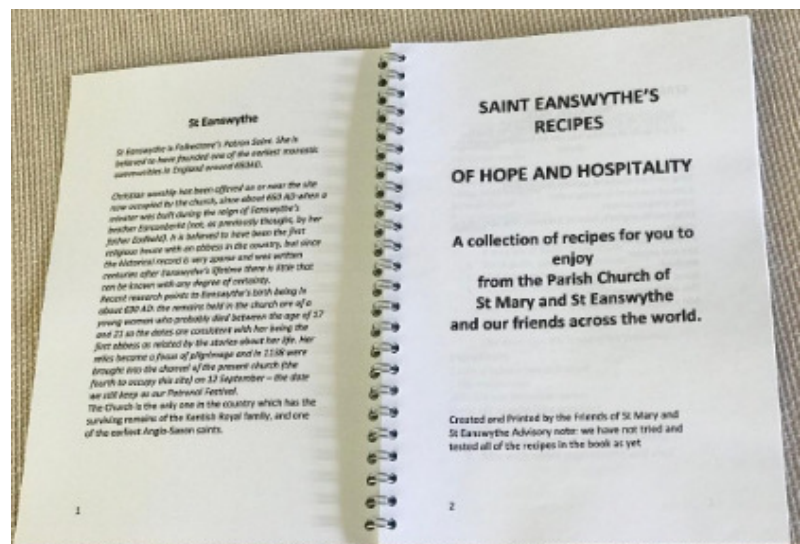 St Eanswythe
St Eanswythe is Folkestone's Patron Saint. She is
believed to have founded one of the earliest monastic
communities in England around 660AD.
Christian worship has been offered on or near the site
now occupied by the church, since about 660 AD when a
minster was built during the reign of Eanswythe's
brother Eorcenberht (not, as previously thought, by her
father Eadbald). It is believed to have been the first
religious house with an abbess in the country, but since
the historical record is very sparse and was written
centuries after Eanswythe's lifetime there is little that
can be known with any degree of certainty.
Recent research points to Eanswythe's birth being in
about 630 AD. the remains held in the church are of a
young woman who probably died between the age of 17
and 21 so the dates are consistent with her being the
first abbess as related by the stories about her life. Her
relics became a focus of pilgrimage and in 1138 were
brought into the chancel of the present church (the
fourth to occupy this site) on 12 September – the date
we still keep as our Patronal Festival.
The Church is the only one in the country which has the
surviving remains of the Kentish Royal family, and one
of the earliest Anglo-Saxon saints.
1
SAINT EANSWYTHE'S
RECIPES
OF HOPE AND HOSPITALITY
A collection of recipes for you to
enjoy
from the Parish Church of
St Mary and St Eanswythe
and our friends across the world.
Created and Printed by the Friends of St Mary and
St Eanswythe Advisory note: we have not tried and
tested all of the recipes in the book as yet
2